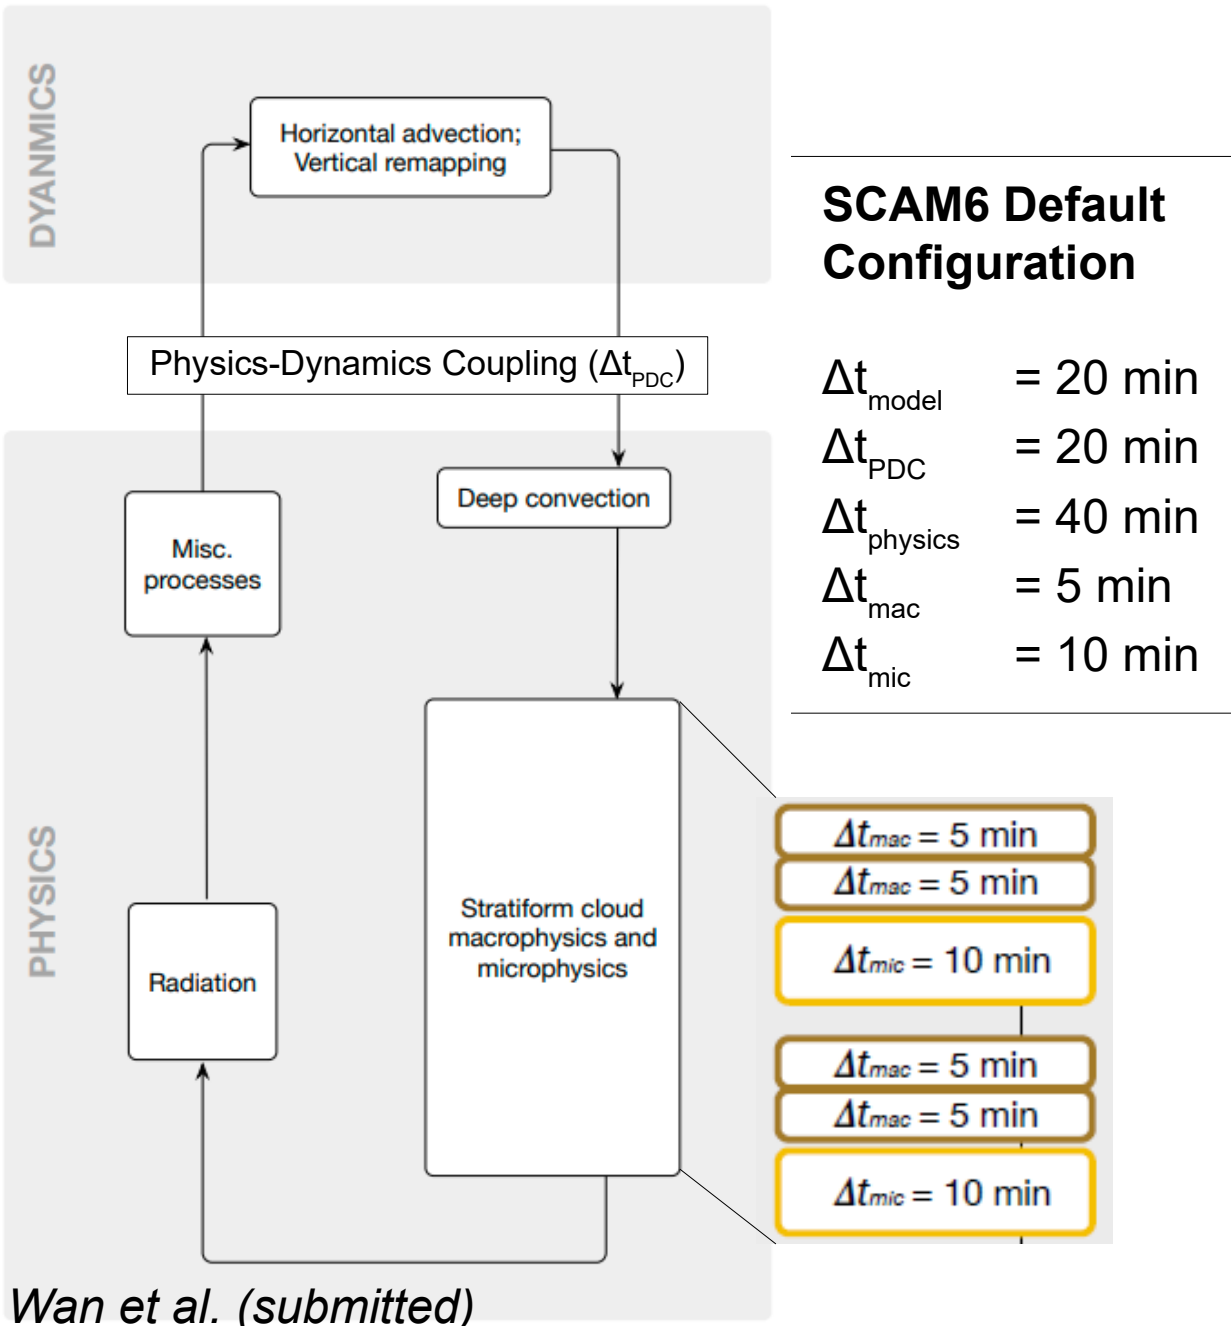 DYANMICS
Horizontal advection;
Vertical remapping
Physics-Dynamics Coupling (Δt_PDC)
PHYSICS
Deep convection
Misc.
processes
Stratiform cloud
macrophysics and
microphysics
Radiation
SCAM6 Default
Configuration
Δt_model = 20 min
Δt_PDC = 20 min
Δt_physics = 40 min
Δt_mac = 5 min
Δt_mic = 10 min
Δt_mac = 5 min
Δt_mac = 5 min
Δt_mic = 10 min
Δt_mac = 5 min
Δt_mac = 5 min
Δt_mic = 10 min
Wan et al. (submitted)